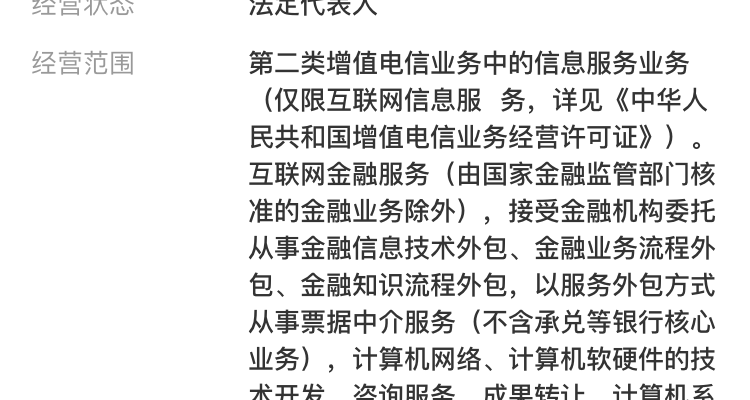 经营状态
法定代表人
经营范围
第二类增值电信业务中的信息服务业务
（仅限互联网信息服 务，详见《中华人
民共和国增值电信业务经营许可证》）。
互联网金融服务（由国家金融监管部门核
准的金融业务除外），接受金融机构委托
从事金融信息技术外包、金融业务流程外
包、金融知识流程外包，以服务外包方式
从事票据中介服务（不含承兑等银行核心
业务），计算机网络、计算机软硬件的技
术开发、咨询服务、成果转让，计算机系